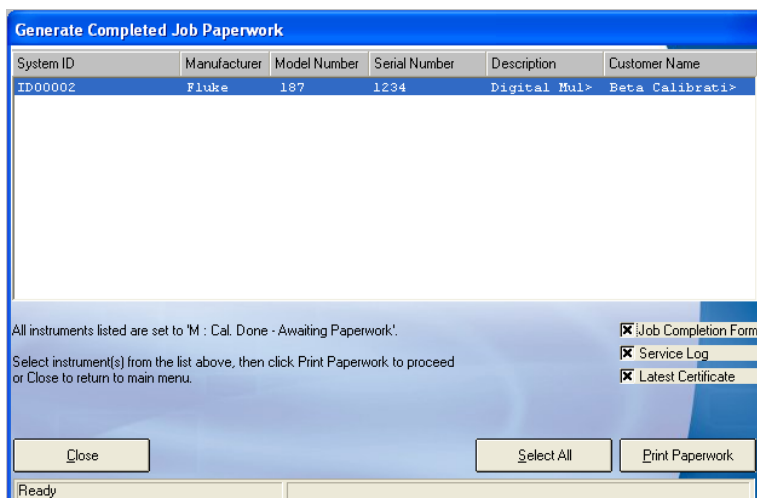 Generate Completed Job Paperwork
System ID Manufacturer Model Number Serial Number Description Customer Name
ID00002 Fluke 187 1234 Digital Mul> Beta Calibrati>
All instruments listed are set to 'M : Cal. Done - Awaiting Paperwork'.
Job Completion Form
Select instrument(s) from the list above, then click Print Paperwork to proceed
or Close to return to main menu.
Service Log
Latest Certificate
Close Select All Print Paperwork
Ready